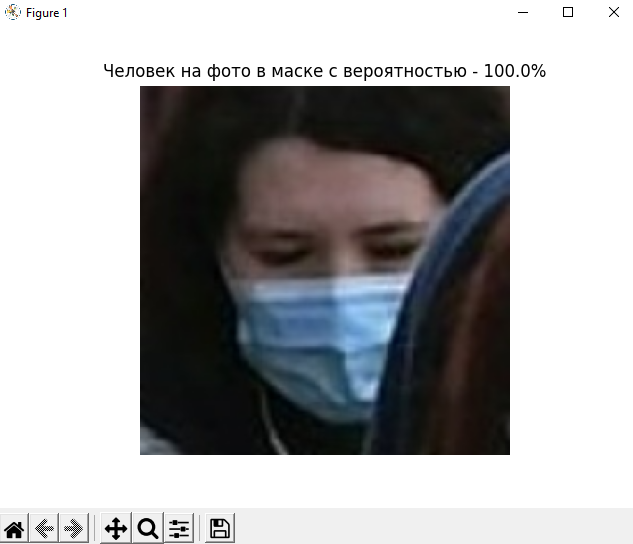 Figure 1
Человек на фото в маске с вероятностью - 100.0%